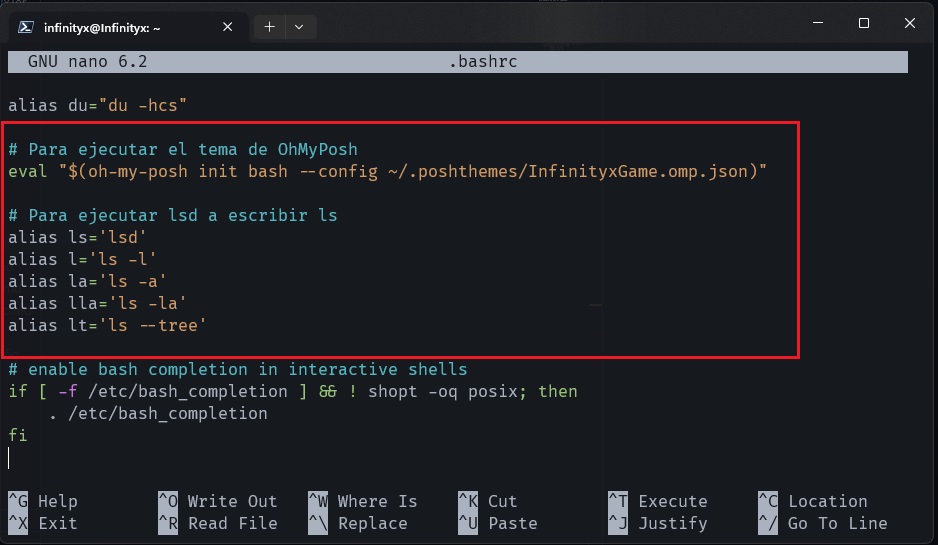 infinityx@Infinityx: ~
GNU nano 6.2 .bashrc
alias du="du -hcs"
# Para ejecutar el tema de OhMyPosh
eval "$(oh-my-posh init bash --config ~/.poshthemes/InfinityxGame.omp.json)"
# Para ejecutar lsd a escribir ls
alias ls='lsd'
alias l='ls -l'
alias la='ls -a'
alias lla='ls -la'
alias lt='ls --tree'
# enable bash completion in interactive shells
if [ -f /etc/bash_completion ] && ! shopt -oq posix; then
    . /etc/bash_completion
fi
^G Help ^O Write Out ^W Where Is ^K Cut ^T Execute ^C Location
^X Exit ^R Read File ^\ Replace ^U Paste ^J Justify ^/ Go To Line